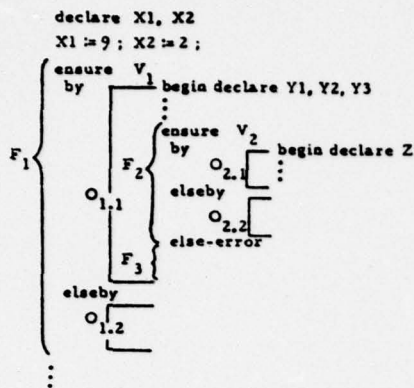 declare X1, X2
X1 := 9 ; X2 := 2 ;
ensure V1
by begin declare Y1, Y2, Y3
ensure V2
F1
F2
by begin declare Z
O2.1
elseby
O1.1
O2.2
else-error
F3
elseby
O1.2